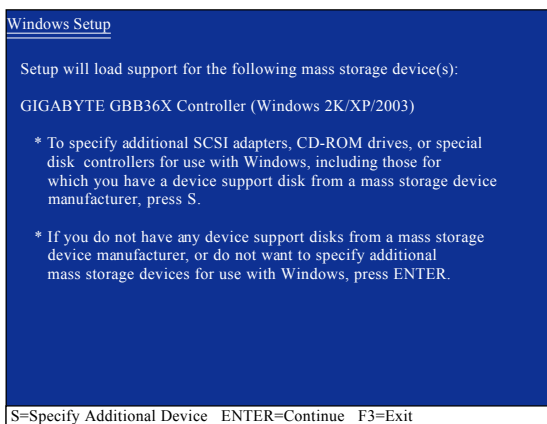 Windows Setup
Setup will load support for the following mass storage device(s):
GIGABYTE GBB36X Controller (Windows 2K/XP/2003)
* To specify additional SCSI adapters, CD-ROM drives, or special
disk controllers for use with Windows, including those for
which you have a device support disk from a mass storage device
manufacturer, press S.
* If you do not have any device support disks from a mass storage
device manufacturer, or do not want to specify additional
mass storage devices for use with Windows, press ENTER.
S=Specify Additional Device ENTER=Continue F3=Exit